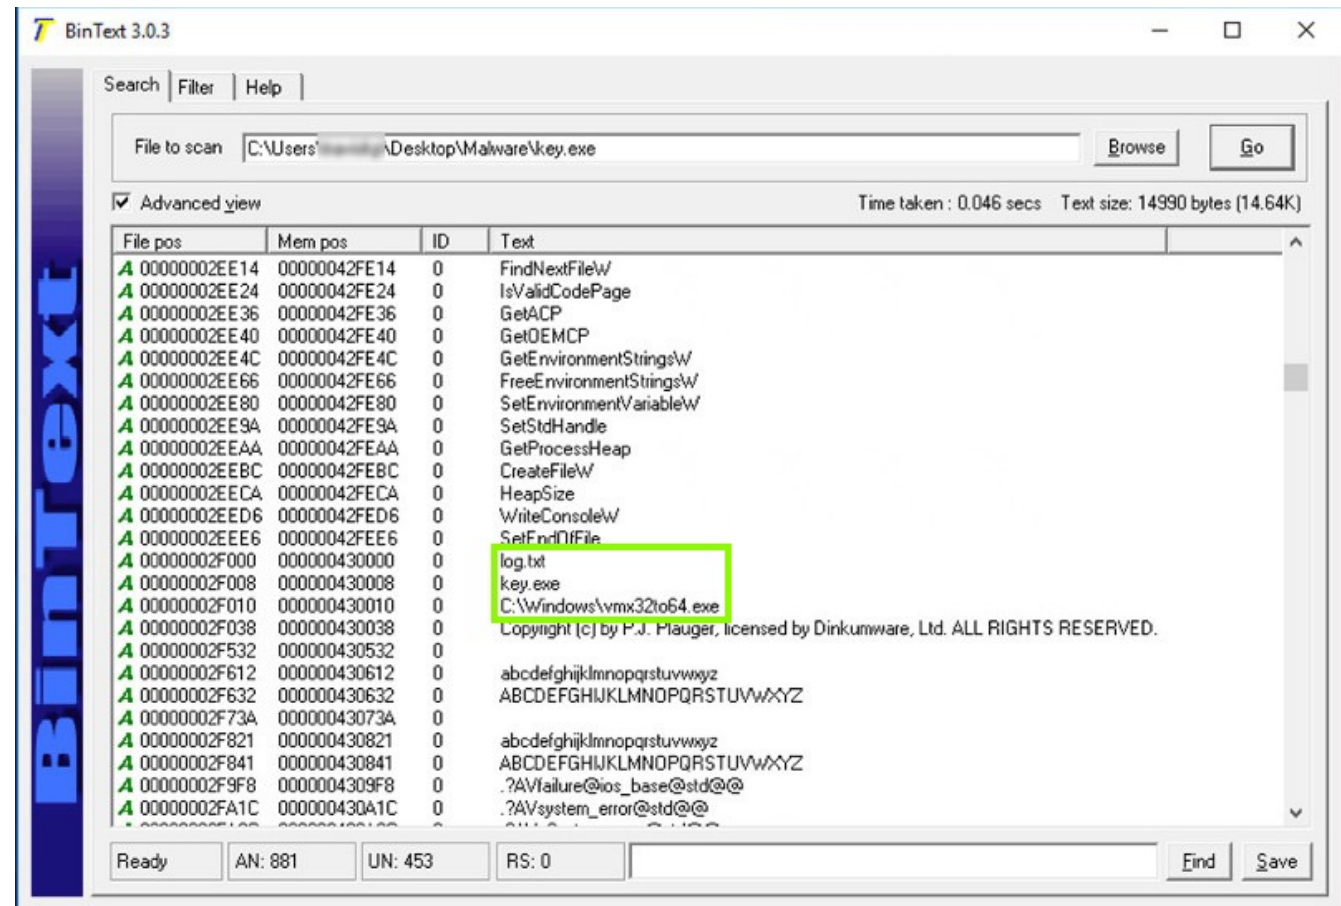 BinText 3.0.3
Search Filter Help
File to scan C:\Users\ \Desktop\Malware\key.exe Browse Go
Advanced view Time taken : 0.046 secs Text size: 14990 bytes (14.64K)
File pos Mem pos ID Text
A 00000002EE14 00000042FE14 0 FindNextFileW
A 00000002EE24 00000042FE24 0 IsValidCodePage
A 00000002EE36 00000042FE36 0 GetACP
A 00000002EE40 00000042FE40 0 GetOEMCP
A 00000002EE4C 00000042FE4C 0 GetEnvironmentStringsW
A 00000002EE66 00000042FE66 0 FreeEnvironmentStringsW
A 00000002EE80 00000042FE80 0 SetEnvironmentVariableW
A 00000002EE9A 00000042FE9A 0 SetStdHandle
A 00000002EEAA 00000042FEAA 0 GetProcessHeap
A 00000002EEBC 00000042FEBC 0 CreateFileW
A 00000002EECA 00000042FECA 0 HeapSize
A 00000002EED6 00000042FED6 0 WriteConsoleW
A 00000002EEE6 00000042FEE6 0 SetEndOfFile
A 00000002F000 000000430000 0 log.txt
A 00000002F008 000000430008 0 key.exe
A 00000002F010 000000430010 0 C:\Windows\vmx32to64.exe
A 00000002F038 000000430038 0 Copyright (c) by P.J. Plauger, licensed by Dinkumware, Ltd. ALL RIGHTS RESERVED.
A 00000002F532 000000430532 0
A 00000002F612 000000430612 0 abcdefghijklmnopqrstuvwxyz
A 00000002F632 000000430632 0 ABCDEFGHIJKLMNOPQRSTUVWXYZ
A 00000002F73A 00000043073A 0
A 00000002F821 000000430821 0 abcdefghijklmnopqrstuvwxyz
A 00000002F841 000000430841 0 ABCDEFGHIJKLMNOPQRSTUVWXYZ
A 00000002F9F8 0000004309F8 0 .?AVfailure@ios_base@std@@
A 00000002FA1C 000000430A1C 0 .?AVsystem_error@std@@
Ready AN: 881 UN: 453 RS: 0 Find Save
BinText